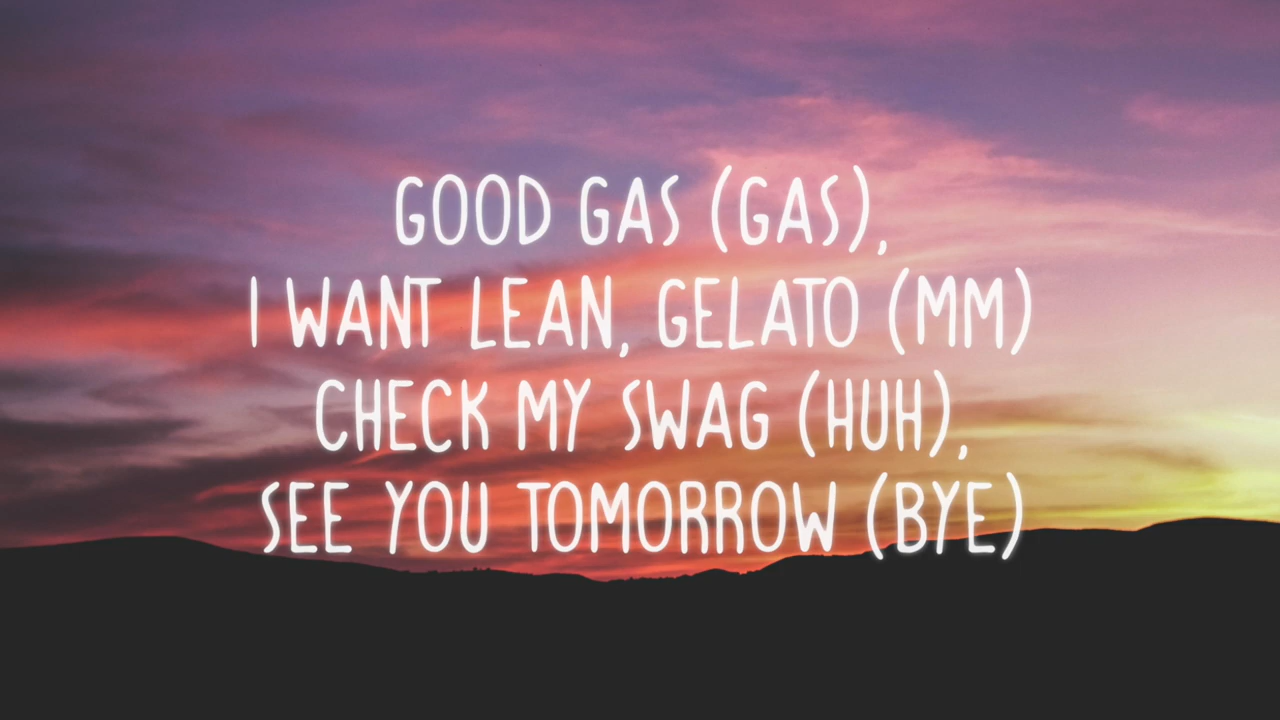 GOOD GAS (GAS),
I WANT LEAN, GELATO (MM)
CHECK MY SWAG (HUH),
SEE YOU TOMORROW (BYE)